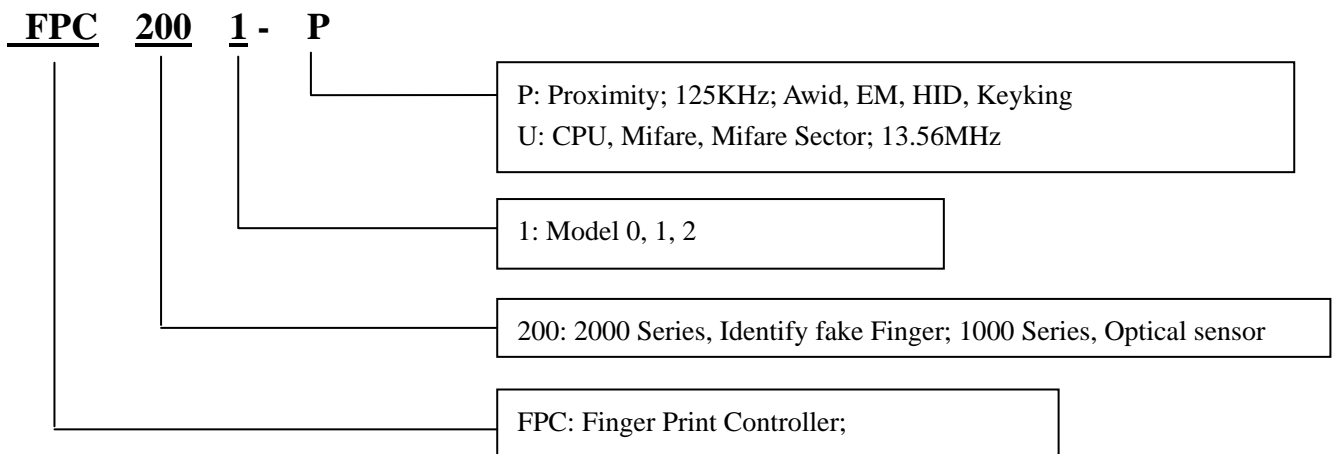 FPC 200 1 - P
P: Proximity; 125KHz; Awid, EM, HID, Keyking
U: CPU, Mifare, Mifare Sector; 13.56MHz
1: Model 0, 1, 2
200: 2000 Series, Identify fake Finger; 1000 Series, Optical sensor
FPC: Finger Print Controller;